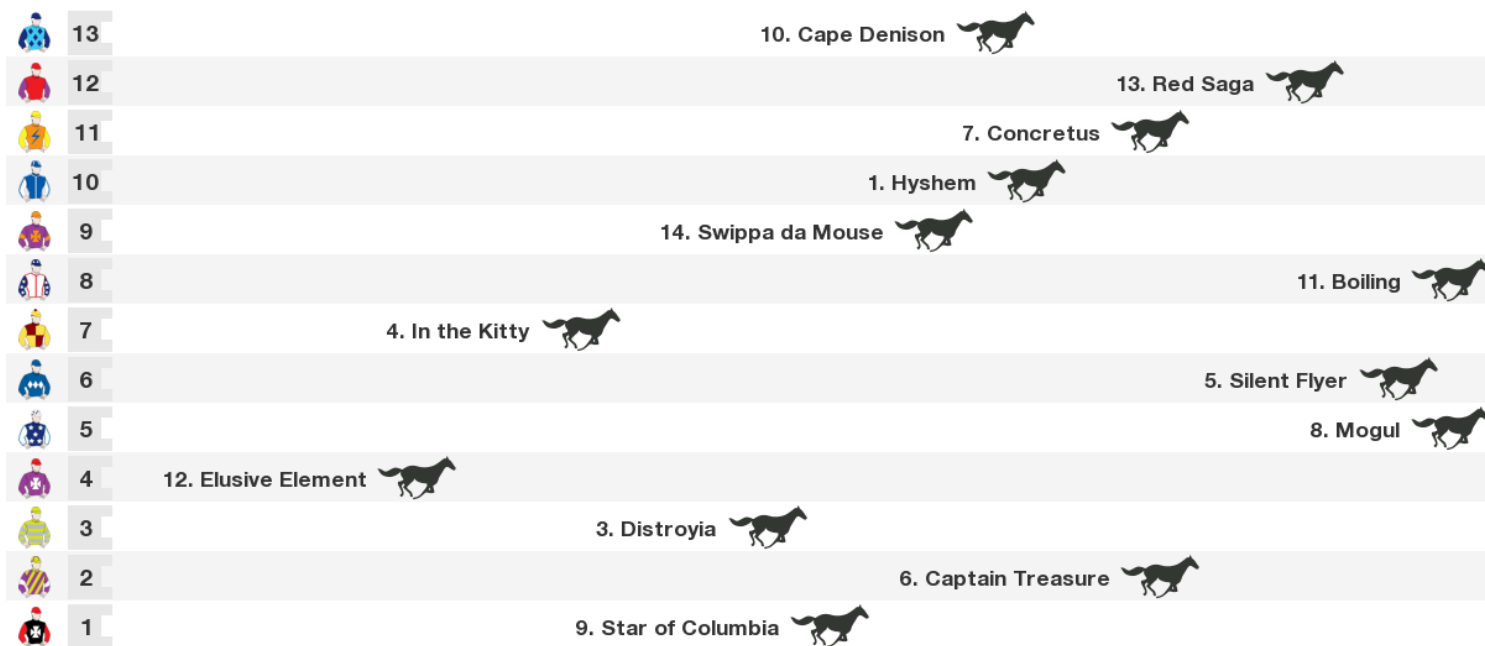 13 10. Cape Denison
12 13. Red Saga
11 7. Concretus
10 1. Hyshem
9 14. Swippa da Mouse
8 11. Boiling
7 4. In the Kitty
6 5. Silent Flyer
5 8. Mogul
4 12. Elusive Element
3 3. Distroyia
2 6. Captain Treasure
1 9. Star of Columbia